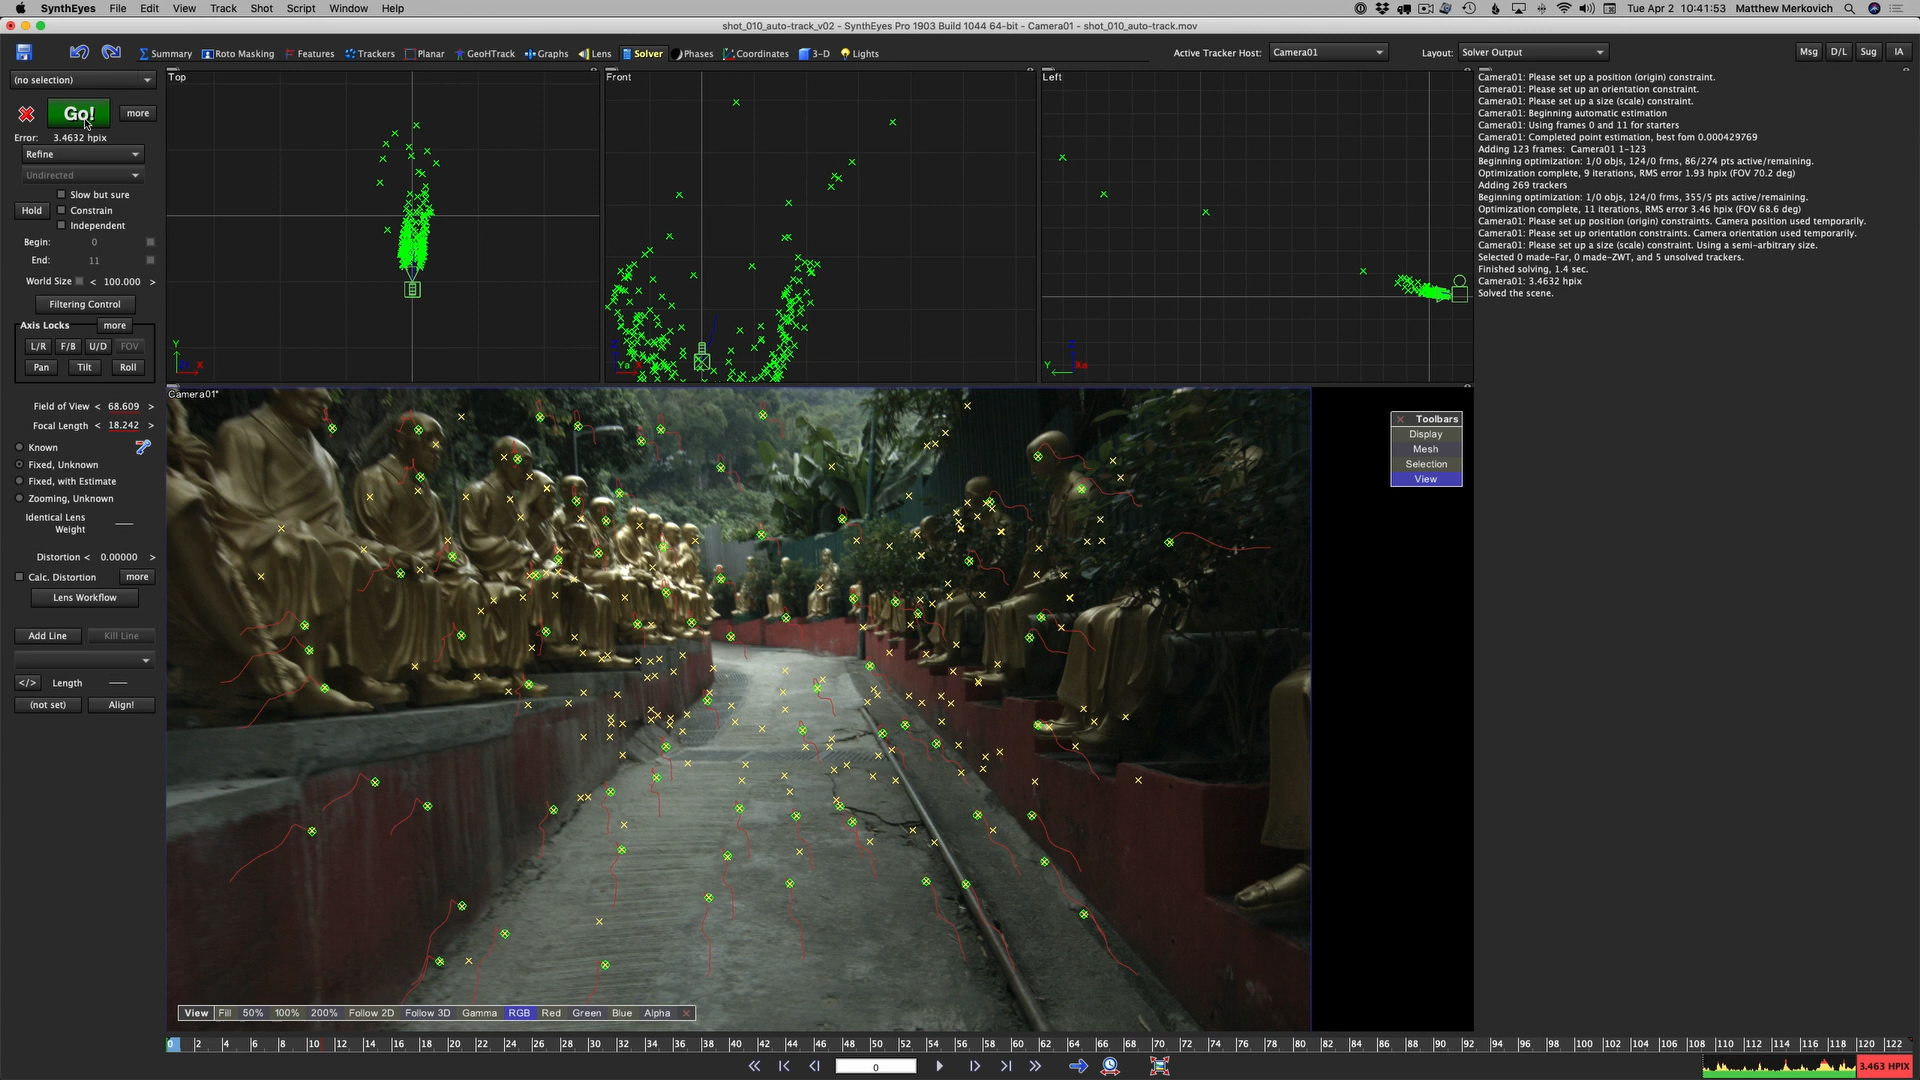 SynthEyes File Edit View Track Shot Script Window Help
Tue Apr 2 10:41:53 Matthew Merkovich
shot_010_auto-track_v02 - SynthEyes Pro 1903 Build 1044 64-bit - Camera01 - shot_010_auto-track.mov
Summary Roto Masking Features Trackers Planar GeoHTrack Graphs Lens Solver Phases Coordinates 3-D Lights
Active Tracker Host: Camera01 Layout: Solver Output Msg D/L Sug IA
(no selection)
Go! more
Error: 3.4632 hpix
Refine
Undirected
Slow but sure
Hold Constrain
Independent
Begin: 0
End: 11
World Size < 100.000 >
Filtering Control
Axis Locks more
L/R F/B U/D FOV
Pan Tilt Roll
Field of View < 68.609 >
Focal Length < 18.242 >
Known
Fixed, Unknown
Fixed, with Estimate
Zooming, Unknown
Identical Lens
Weight
Distortion < 0.00000 >
Calc. Distortion more
Lens Workflow
Add Line Kill Line
</> Length
(not set) Align!
Top
Y
X
Front
Ya X
Left
Y Xa
Camera01: Please set up a position (origin) constraint.
Camera01: Please set up an orientation constraint.
Camera01: Please set up a size (scale) constraint.
Camera01: Beginning automatic estimation
Camera01: Using frames 0 and 11 for starters
Camera01: Completed point estimation, best fom 0.000429769
Adding 123 frames: Camera01 1-123
Beginning optimization: 1/0 objs, 124/0 frms, 86/274 pts active/remaining.
Optimization complete, 9 iterations, RMS error 1.93 hpix (FOV 70.2 deg)
Adding 269 trackers
Beginning optimization: 1/0 objs, 124/0 frms, 355/5 pts active/remaining.
Optimization complete, 11 iterations, RMS error 3.46 hpix (FOV 68.6 deg)
Camera01: Please set up position (origin) constraints. Camera position used temporarily.
Camera01: Please set up orientation constraints. Camera orientation used temporarily.
Camera01: Please set up a size (scale) constraint. Using a semi-arbitrary size.
Selected 0 made-Far, 0 made-ZWT, and 5 unsolved trackers.
Finished solving, 1.4 sec.
Camera01: 3.4632 hpix
Solved the scene.
Camera01*
Toolbars
Display
Mesh
Selection
View
View Fill 50% 100% 200% Follow 2D Follow 3D Gamma RGB Red Green Blue Alpha
0 2 4 6 8 10 12 14 16 18 20 22 24 26 28 30 32 34 36 38 40 42 44 46 48 50 52 54 56 58 60 62 64 66 68 70 72 74 76 78 80 82 84 86 88 90 92 94 96 98 100 102 104 106 108 110 112 114 116 118 120 122
0
3.463 HPIX